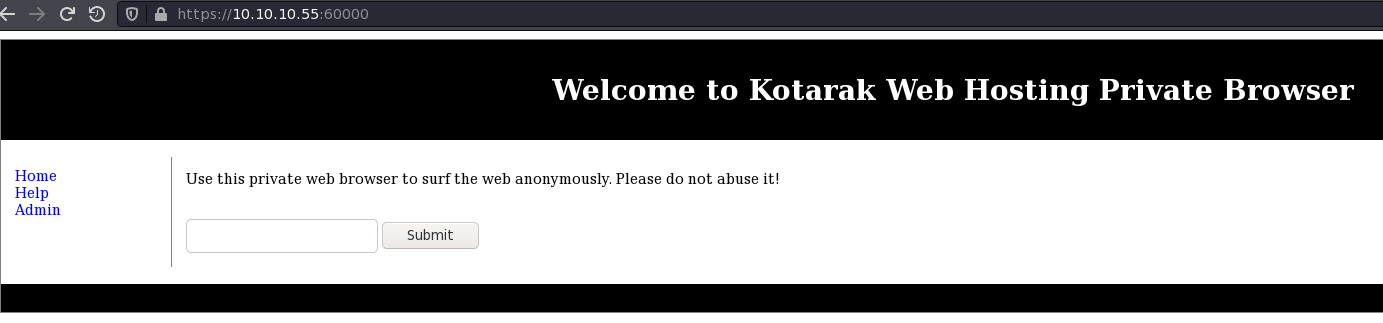 https://10.10.10.55:60000
Welcome to Kotarak Web Hosting Private Browser
Home
Help
Admin
Use this private web browser to surf the web anonymously. Please do not abuse it!
Submit